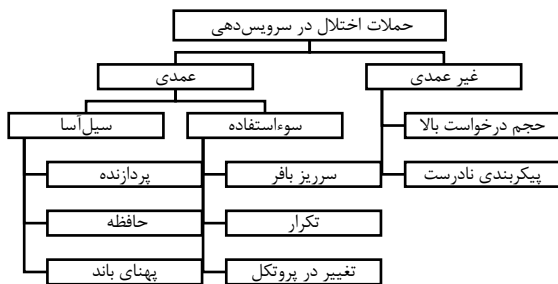 حملات اختلال در سرویس‌دهی
غیر عمدی
عمدی
حجم درخواست بالا
پیکربندی نادرست
سوءاستفاده
سیل‌آسا
سرریز بافر
پردازنده
تکرار
حافظه
تغییر در پروتکل
پهنای باند